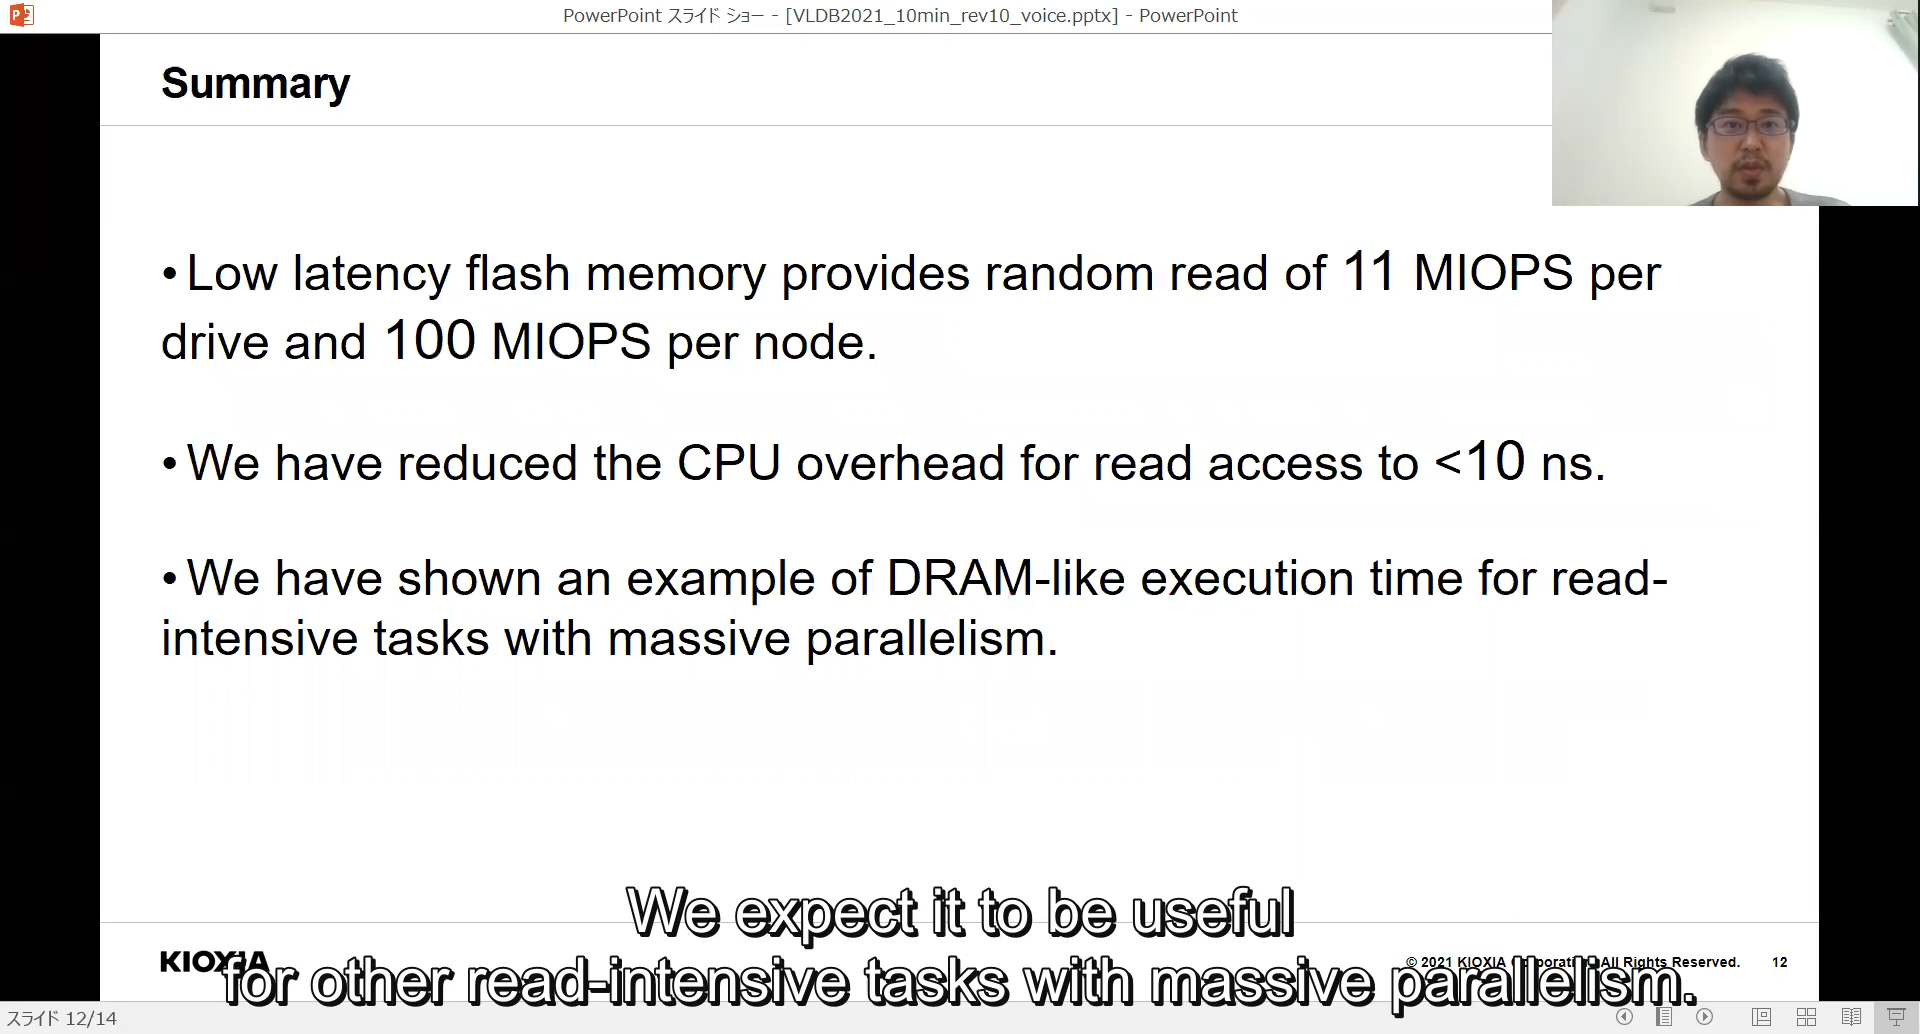 PowerPoint スライド ショー - [VLDB2021_10min_rev10_voice.pptx] - PowerPoint
Summary
•Low latency flash memory provides random read of 11 MIOPS per
drive and 100 MIOPS per node.
•We have reduced the CPU overhead for read access to <10 ns.
•We have shown an example of DRAM-like execution time for read-
intensive tasks with massive parallelism.
We expect it to be useful
for other read-intensive tasks with massive parallelism.
KIOXIA
© 2021 KIOXIA Corporation. All Rights Reserved. 12
スライド 12/14